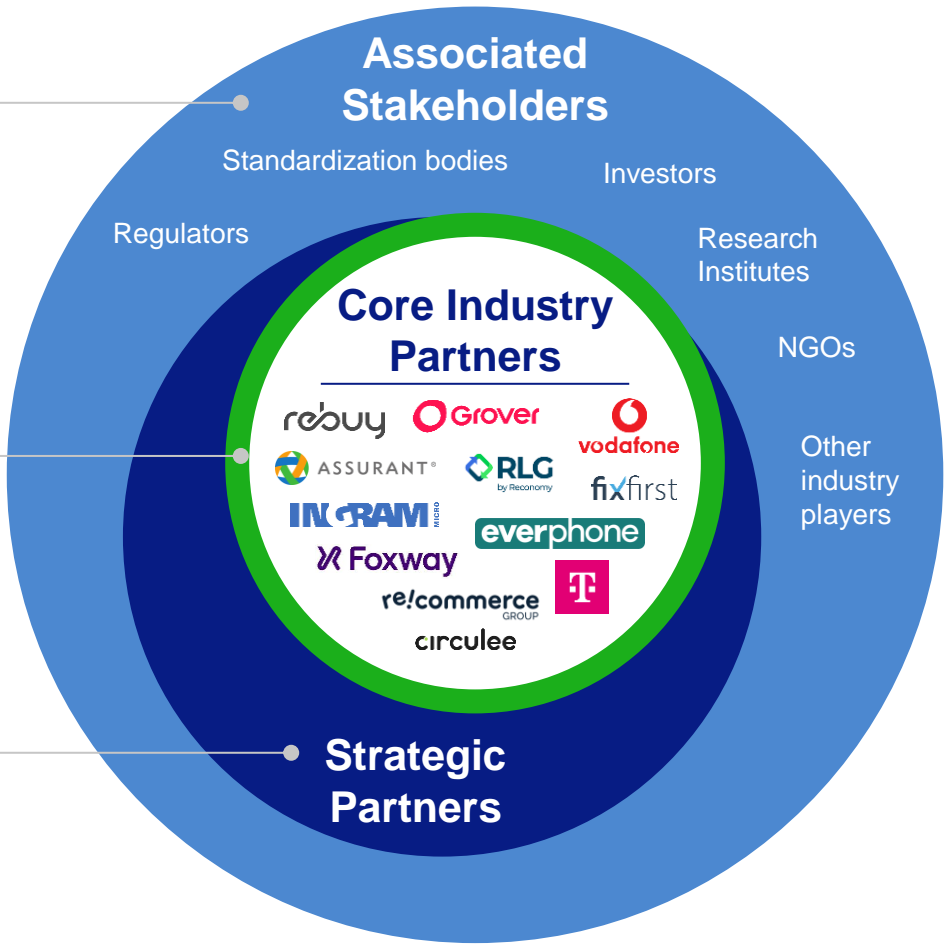 Associated
Stakeholders
Standardization bodies
Investors
Regulators
Research
Institutes
NGOs
Other
industry
players
Core Industry
Partners
rebuy
Grover
vodafone
ASSURANT®
RLG
by Reconomy
fixfirst
INGRAM MICRO
everphone
Foxway
T
re!commerce
GROUP
circulee
Strategic
Partners